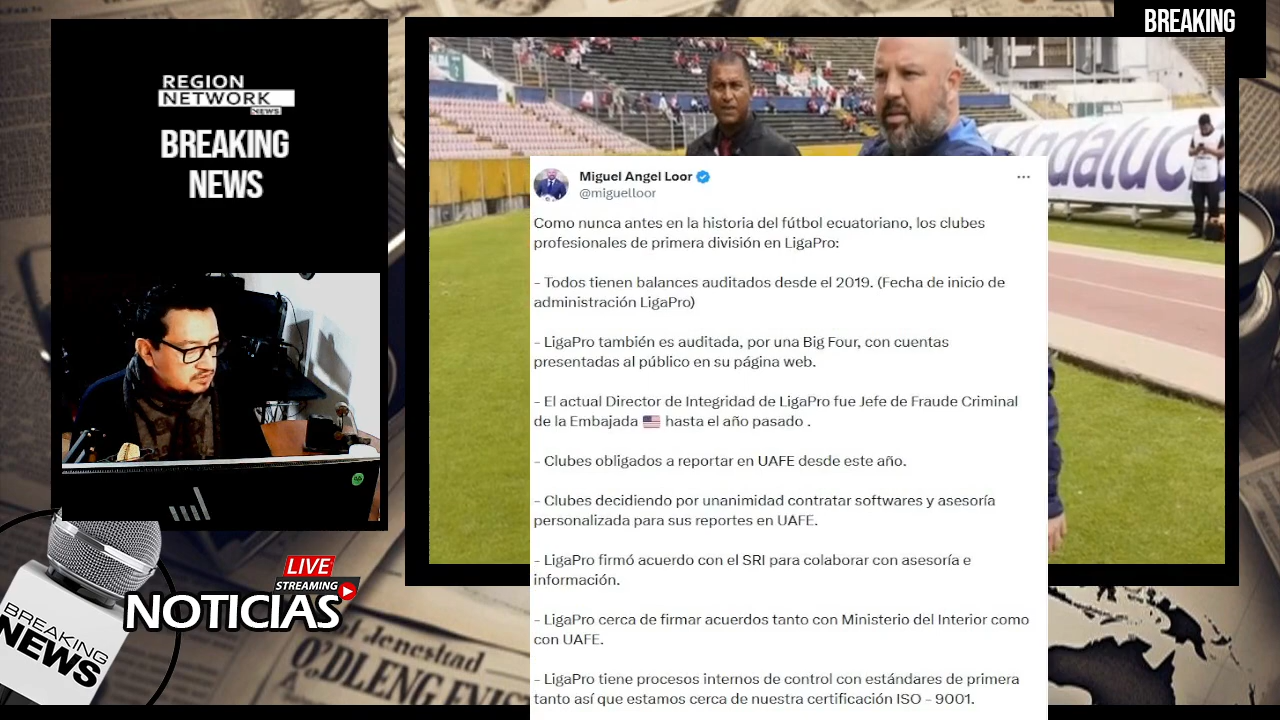 BREAKING
REGION
NETWORK
NEWS
BREAKING
NEWS
Miguel Angel Loor
@miguelloor
Como nunca antes en la historia del fútbol ecuatoriano, los clubes
profesionales de primera división en LigaPro:
- Todos tienen balances auditados desde el 2019. (Fecha de inicio de
administración LigaPro)
- LigaPro también es auditada, por una Big Four, con cuentas
presentadas al público en su página web.
- El actual Director de Integridad de LigaPro fue Jefe de Fraude Criminal
de la Embajada 🇺🇸 hasta el año pasado .
- Clubes obligados a reportar en UAFE desde este año.
- Clubes decidiendo por unanimidad contratar softwares y asesoría
personalizada para sus reportes en UAFE.
- LigaPro firmó acuerdo con el SRI para colaborar con asesoría e
información.
- LigaPro cerca de firmar acuerdos tanto con Ministerio del Interior como
con UAFE.
- LigaPro tiene procesos internos de control con estándares de primera
tanto así que estamos cerca de nuestra certificación ISO - 9001.
LIVE
STREAMING
NOTICIAS
BREAKING
NEWS